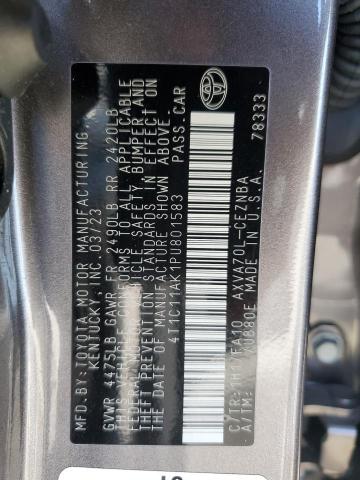 MFD.BY:TOYOTA MOTOR MANUFACTURING,
KENTUCKY, INC. 03/23
GVWR 4475LB GAWR FR 2490LB RR 2420LB
THIS VEHICLE CONFORMS TO ALL APPLICABLE
FEDERAL MOTOR VEHICLE SAFETY, BUMPER AND
THEFT PREVENTION STANDARDS IN EFFECT ON
THE DATE OF MANUFACTURE SHOWN ABOVE.
4T1C11AK1PU801583 PASS.CAR
C/TR: AXVA70L-CEZNBA
A/TM: /UB80E MADE IN U.S.A. 78333